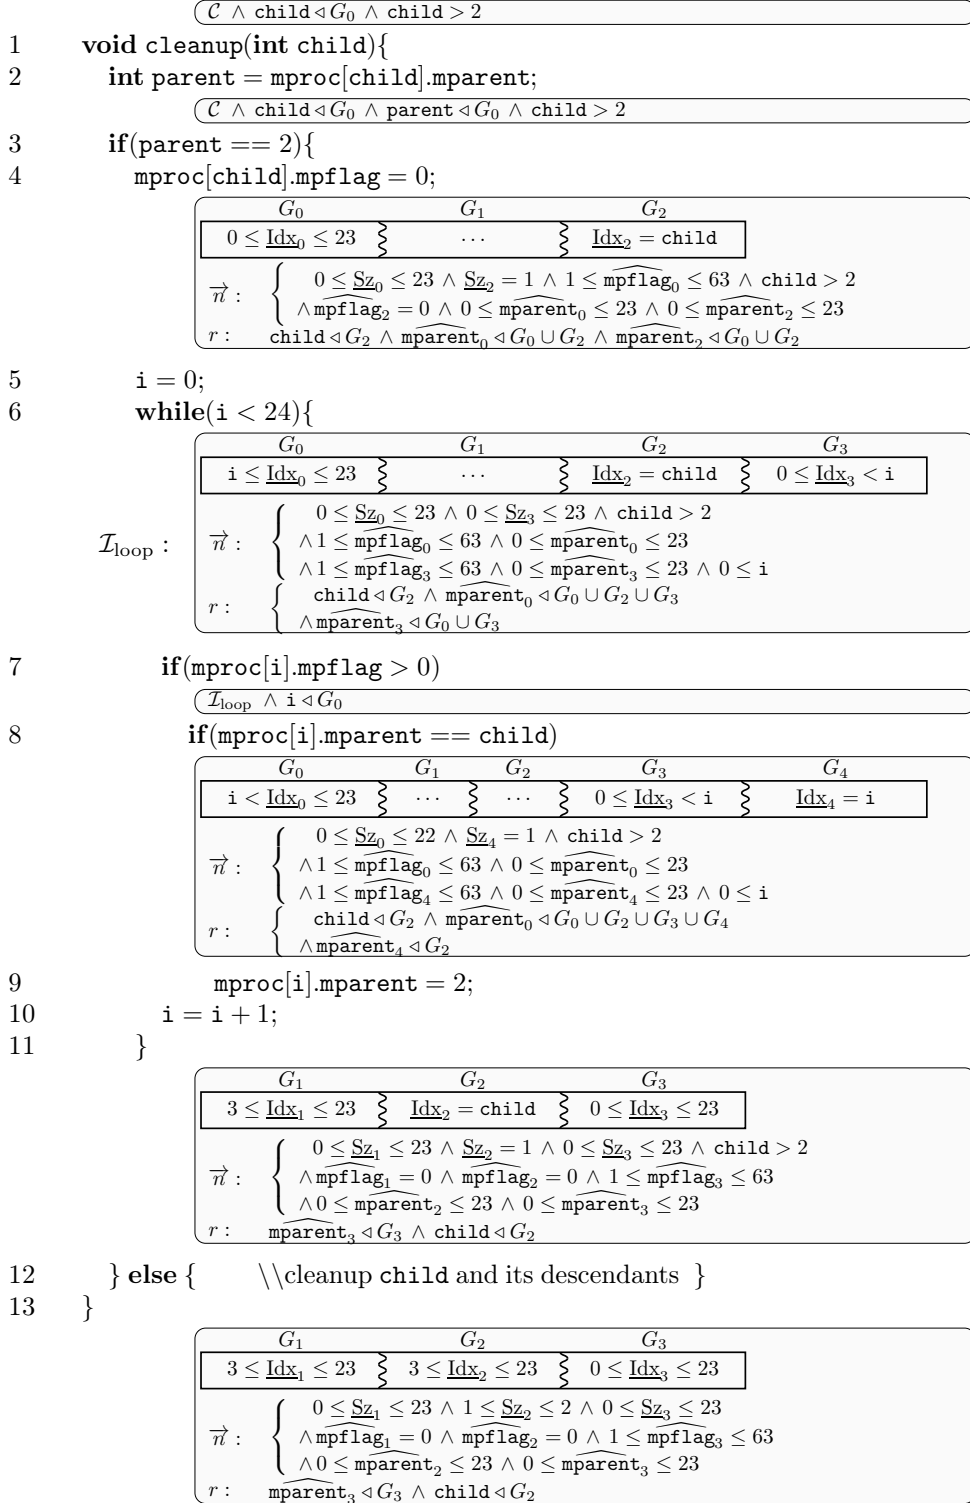 𝒞 ∧ child ◃ G₀ ∧ child > 2
1 void cleanup(int child){
2 int parent = mproc[child].mparent;
𝒞 ∧ child ◃ G₀ ∧ parent ◃ G₀ ∧ child > 2
3 if(parent == 2){
4 mproc[child].mpflag = 0;
G₀ G₁ G₂
0 ≤ Idx₀ ≤ 23 ⋯ Idx₂ = child
n⃗ : { 0 ≤ Sz₀ ≤ 23 ∧ Sz₂ = 1 ∧ 1 ≤ mpflag₀ ≤ 63 ∧ child > 2
∧ mpflag₂ = 0 ∧ 0 ≤ mparent₀ ≤ 23 ∧ 0 ≤ mparent₂ ≤ 23
r : child ◃ G₂ ∧ mparent₀ ◃ G₀ ∪ G₂ ∧ mparent₂ ◃ G₀ ∪ G₂
5 i = 0;
6 while(i < 24){
G₀ G₁ G₂ G₃
i ≤ Idx₀ ≤ 23 ⋯ Idx₂ = child 0 ≤ Idx₃ < i
0 ≤ Sz₀ ≤ 23 ∧ 0 ≤ Sz₃ ≤ 23 ∧ child > 2
ℐloop : n⃗ : { ∧ 1 ≤ mpflag₀ ≤ 63 ∧ 0 ≤ mparent₀ ≤ 23
∧ 1 ≤ mpflag₃ ≤ 63 ∧ 0 ≤ mparent₃ ≤ 23 ∧ 0 ≤ i
r : { child ◃ G₂ ∧ mparent₀ ◃ G₀ ∪ G₂ ∪ G₃
∧ mparent₃ ◃ G₀ ∪ G₃
7 if(mproc[i].mpflag > 0)
ℐloop ∧ i ◃ G₀
8 if(mproc[i].mparent == child)
G₀ G₁ G₂ G₃ G₄
i < Idx₀ ≤ 23 ⋯ ⋯ 0 ≤ Idx₃ < i Idx₄ = i
0 ≤ Sz₀ ≤ 22 ∧ Sz₄ = 1 ∧ child > 2
n⃗ : { ∧ 1 ≤ mpflag₀ ≤ 63 ∧ 0 ≤ mparent₀ ≤ 23
∧ 1 ≤ mpflag₄ ≤ 63 ∧ 0 ≤ mparent₄ ≤ 23 ∧ 0 ≤ i
r : { child ◃ G₂ ∧ mparent₀ ◃ G₀ ∪ G₂ ∪ G₃ ∪ G₄
∧ mparent₄ ◃ G₂
9 mproc[i].mparent = 2;
10 i = i + 1;
11 }
G₁ G₂ G₃
3 ≤ Idx₁ ≤ 23 Idx₂ = child 0 ≤ Idx₃ ≤ 23
0 ≤ Sz₁ ≤ 23 ∧ Sz₂ = 1 ∧ 0 ≤ Sz₃ ≤ 23 ∧ child > 2
n⃗ : { ∧ mpflag₁ = 0 ∧ mpflag₂ = 0 ∧ 1 ≤ mpflag₃ ≤ 63
∧ 0 ≤ mparent₂ ≤ 23 ∧ 0 ≤ mparent₃ ≤ 23
r : mparent₃ ◃ G₃ ∧ child ◃ G₂
12 } else { \\cleanup child and its descendants }
13 }
G₁ G₂ G₃
3 ≤ Idx₁ ≤ 23 3 ≤ Idx₂ ≤ 23 0 ≤ Idx₃ ≤ 23
0 ≤ Sz₁ ≤ 23 ∧ 1 ≤ Sz₂ ≤ 2 ∧ 0 ≤ Sz₃ ≤ 23
n⃗ : { ∧ mpflag₁ = 0 ∧ mpflag₂ = 0 ∧ 1 ≤ mpflag₃ ≤ 63
∧ 0 ≤ mparent₂ ≤ 23 ∧ 0 ≤ mparent₃ ≤ 23
r : mparent₃ ◃ G₃ ∧ child ◃ G₂